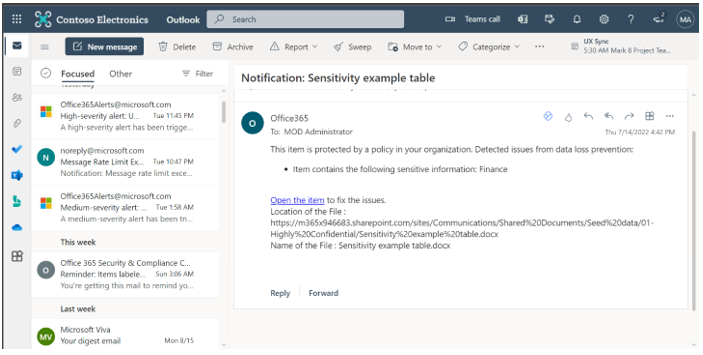 Contoso Electronics
Outlook
Search
Teams call
2
MA
New message
Delete
Archive
Report
Sweep
Move to
Categorize
UX Sync
5:30 AM Mark 8 Project Tea...
Focused
Other
Filter
Yesterday
Office365Alerts@microsoft.com
High-severity alert: U... Tue 11:45 PM
A high-severity alert has been trigge...
N
noreply@microsoft.com
Message Rate Limit Ex... Tue 10:47 PM
Notification: Message rate limit exce...
Office365Alerts@microsoft.com
Medium-severity alert: ... Tue 1:58 AM
A medium-severity alert has been tri...
This week
O
Office 365 Security & Compliance C...
Reminder: Items labele... Sun 3:06 AM
You're getting this mail to remind yo...
Last week
MV
Microsoft Viva
Your digest email Mon 8/15
Notification: Sensitivity example table
O
Office365
To: MOD Administrator
Thu 7/14/2022 4:42 PM
This item is protected by a policy in your organization. Detected issues from data loss prevention:
• Item contains the following sensitive information: Finance
Open the item to fix the issues.
Location of the File :
https://m365x946683.sharepoint.com/sites/Communications/Shared%20Documents/Seed%20data/01-
Highly%20Confidential/Sensitivity%20example%20table.docx
Name of the File : Sensitivity example table.docx
Reply
Forward